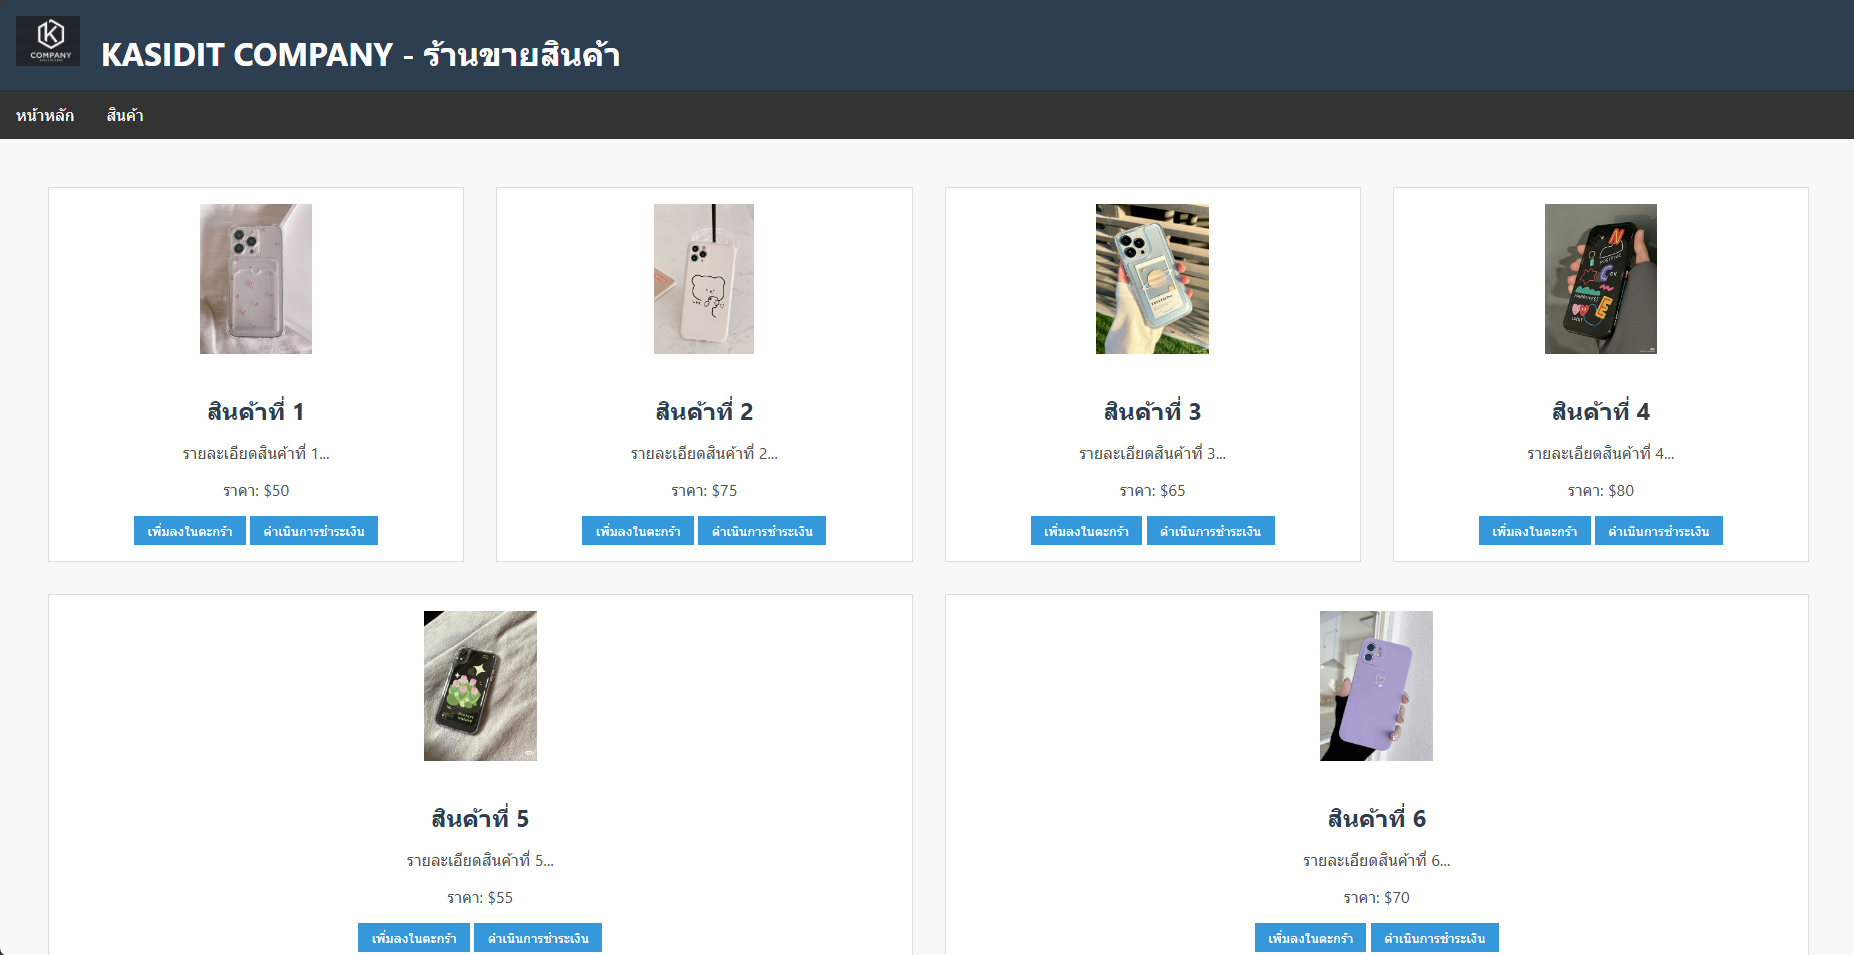 COMPANY
KASIDIT COMPANY - ร้านขายสินค้า
หน้าหลัก สินค้า
POSITIVE
สินค้าที่ 1 สินค้าที่ 2 สินค้าที่ 3 สินค้าที่ 4
รายละเอียดสินค้าที่ 1... รายละเอียดสินค้าที่ 2... รายละเอียดสินค้าที่ 3... รายละเอียดสินค้าที่ 4...
ราคา: $50 ราคา: $75 ราคา: $65 ราคา: $80
เพิ่มลงในตะกร้า ดำเนินการชำระเงิน เพิ่มลงในตะกร้า ดำเนินการชำระเงิน เพิ่มลงในตะกร้า ดำเนินการชำระเงิน เพิ่มลงในตะกร้า ดำเนินการชำระเงิน
สินค้าที่ 5 สินค้าที่ 6
รายละเอียดสินค้าที่ 5... รายละเอียดสินค้าที่ 6...
ราคา: $55 ราคา: $70
เพิ่มลงในตะกร้า ดำเนินการชำระเงิน เพิ่มลงในตะกร้า ดำเนินการชำระเงิน